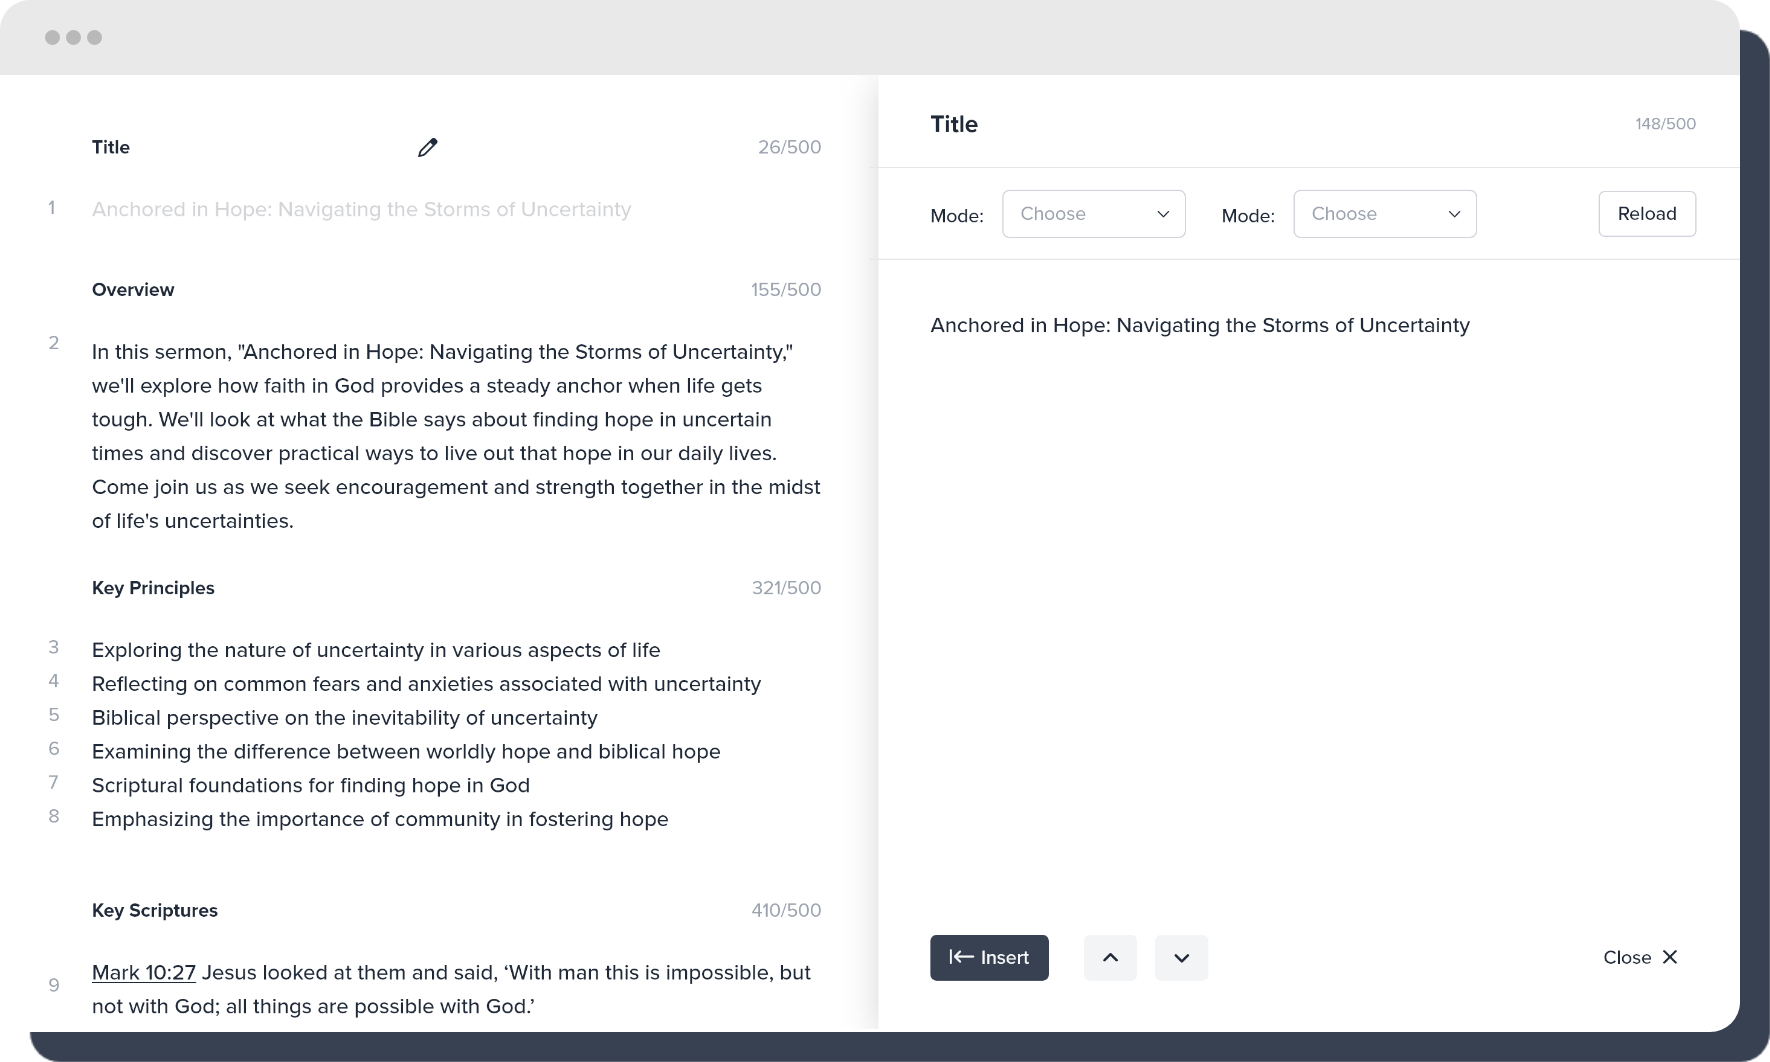 Title
26/500
1
Anchored in Hope: Navigating the Storms of Uncertainty
Overview
155/500
2
In this sermon, "Anchored in Hope: Navigating the Storms of Uncertainty,"
we'll explore how faith in God provides a steady anchor when life gets
tough. We'll look at what the Bible says about finding hope in uncertain
times and discover practical ways to live out that hope in our daily lives.
Come join us as we seek encouragement and strength together in the midst
of life's uncertainties.
Key Principles
321/500
3 Exploring the nature of uncertainty in various aspects of life
4 Reflecting on common fears and anxieties associated with uncertainty
5 Biblical perspective on the inevitability of uncertainty
6 Examining the difference between worldly hope and biblical hope
7 Scriptural foundations for finding hope in God
8 Emphasizing the importance of community in fostering hope
Key Scriptures
410/500
9
Mark 10:27 Jesus looked at them and said, ‘With man this is impossible, but
not with God; all things are possible with God.’
Title
148/500
Mode: Choose
Mode: Choose
Reload
Anchored in Hope: Navigating the Storms of Uncertainty
Insert
Close